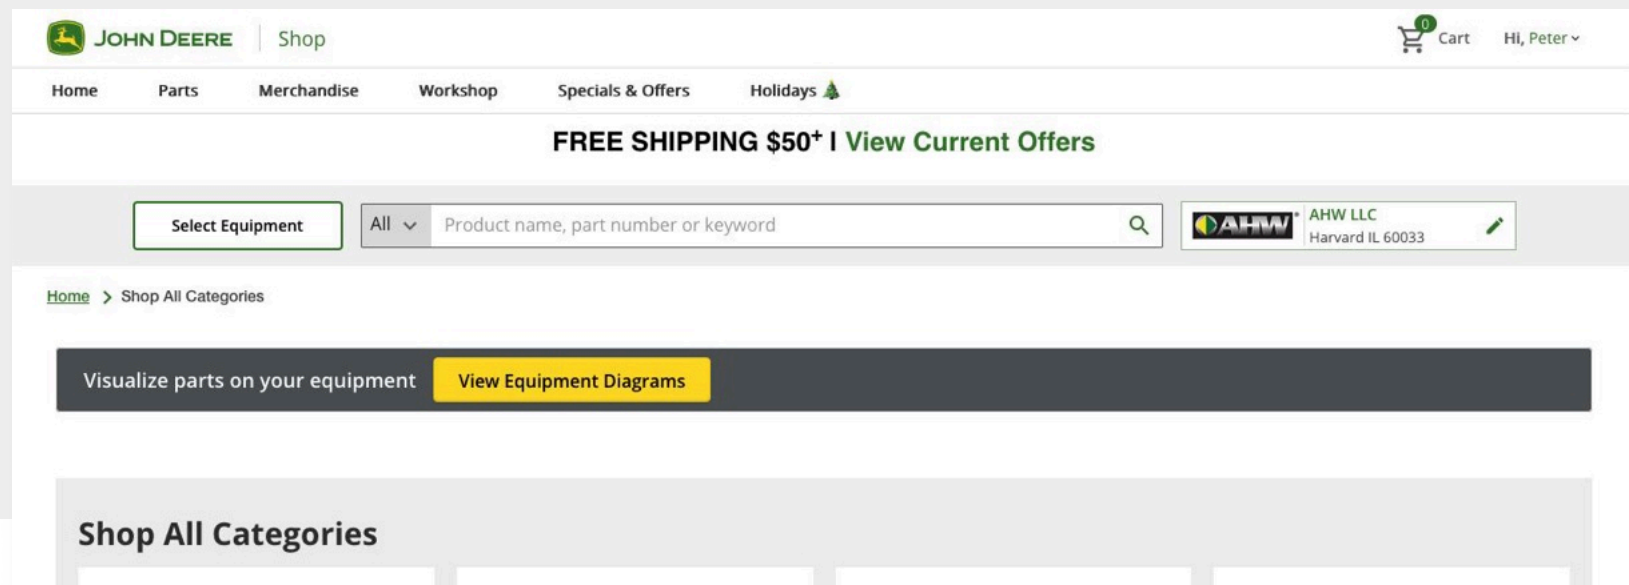 JOHN DEERE Shop 0 Cart Hi, Peter
Home Parts Merchandise Workshop Specials & Offers Holidays
FREE SHIPPING $50+ | View Current Offers
Select Equipment All Product name, part number or keyword AHW AHW LLC
Harvard IL 60033
Home > Shop All Categories
Visualize parts on your equipment View Equipment Diagrams
Shop All Categories